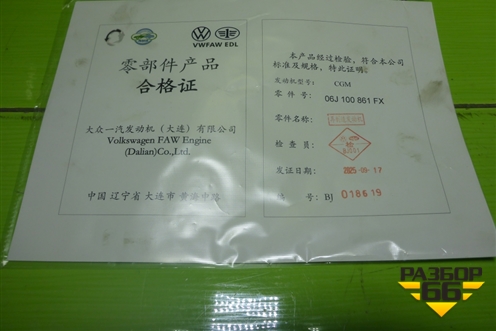 VWFAW EDL
零部件产品
合格证
大众一汽发动机（大连）有限公司
Volkswagen FAW Engine
(Dalian)Co.,Ltd.
中国 辽宁省 大连市
本产品经过检验，符合本公司
标准及规格，特此证明。
发动机型号： CGM
零 件 号： 06J 100 861 FX
零件名称：
检 查 员：
发证日期： 17
号：BJ 018619
РАЗБОР
66